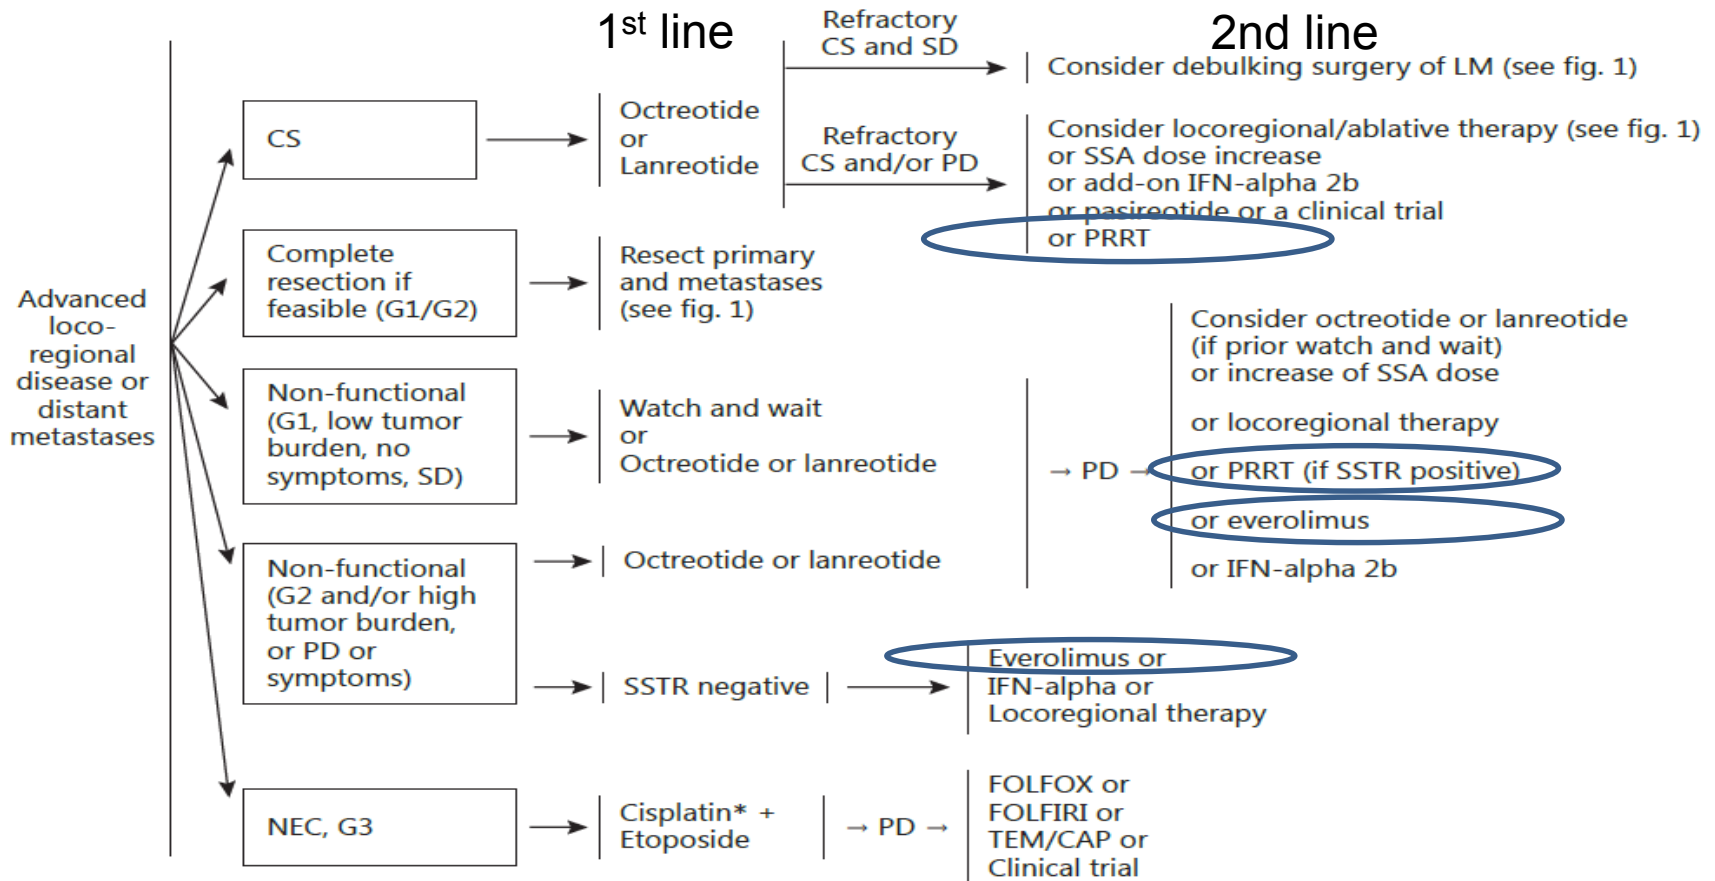 1st line
2nd line
Advanced
loco-
regional
disease or
distant
metastases
CS
Octreotide
or
Lanreotide
Refractory
CS and SD
Consider debulking surgery of LM (see fig. 1)
Refractory
CS and/or PD
Consider locoregional/ablative therapy (see fig. 1)
or SSA dose increase
or add-on IFN-alpha 2b
or pasireotide or a clinical trial
or PRRT
Complete
resection if
feasible (G1/G2)
Resect primary
and metastases
(see fig. 1)
Non-functional
(G1, low tumor
burden, no
symptoms, SD)
Watch and wait
or
Octreotide or lanreotide
Non-functional
(G2 and/or high
tumor burden,
or PD or
symptoms)
Octreotide or lanreotide
→ PD →
Consider octreotide or lanreotide
(if prior watch and wait)
or increase of SSA dose
or locoregional therapy
or PRRT (if SSTR positive)
or everolimus
or IFN-alpha 2b
SSTR negative
Everolimus or
IFN-alpha or
Locoregional therapy
NEC, G3
Cisplatin* +
Etoposide
→ PD →
FOLFOX or
FOLFIRI or
TEM/CAP or
Clinical trial